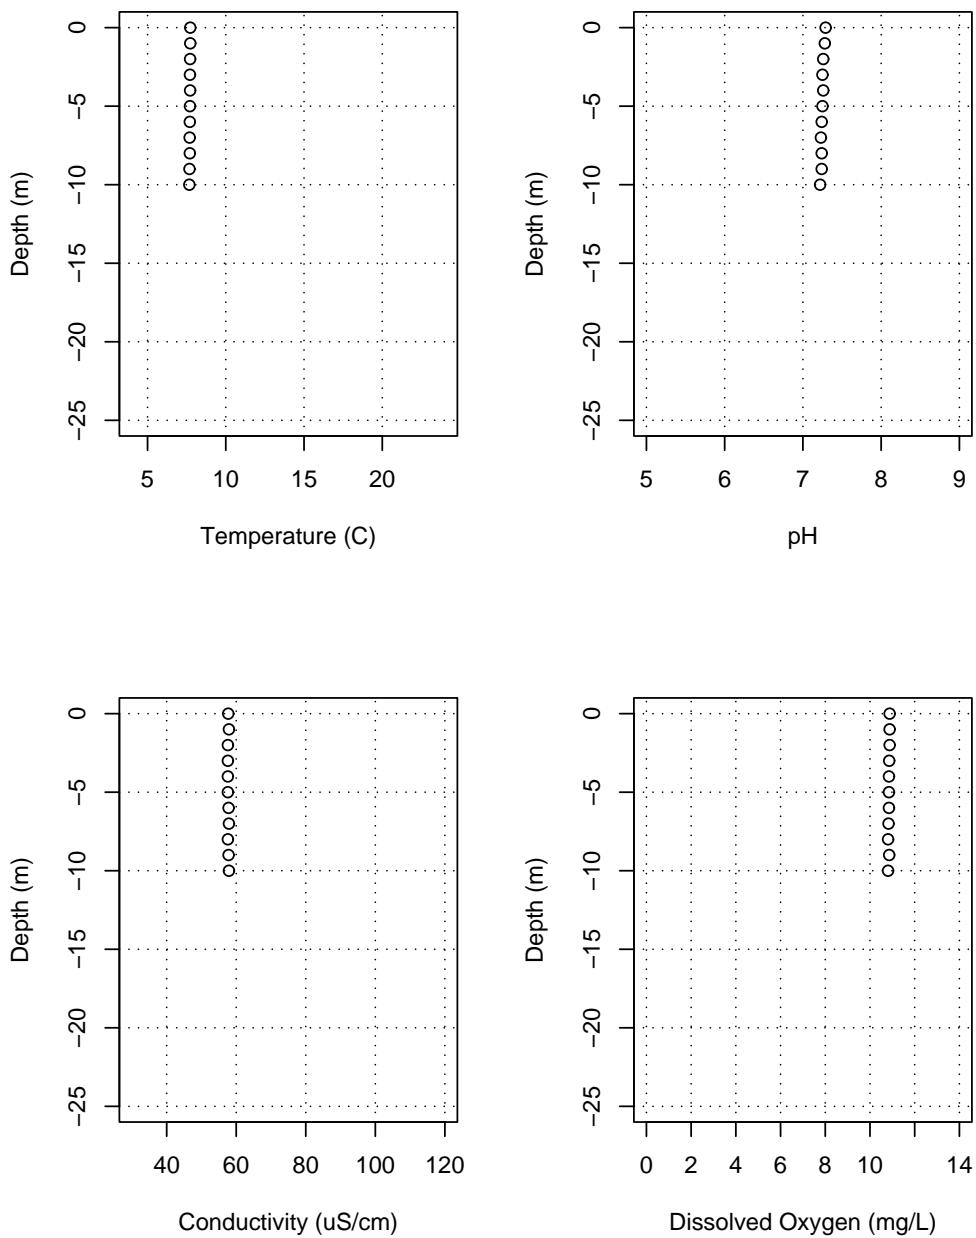 0
−5
−10
−15
−20
−25
Depth (m)
5 10 15 20
Temperature (C)
0
−5
−10
−15
−20
−25
Depth (m)
5 6 7 8 9
pH
0
−5
−10
−15
−20
−25
Depth (m)
40 60 80 100 120
Conductivity (uS/cm)
0
−5
−10
−15
−20
−25
Depth (m)
0 2 4 6 8 10 14
Dissolved Oxygen (mg/L)